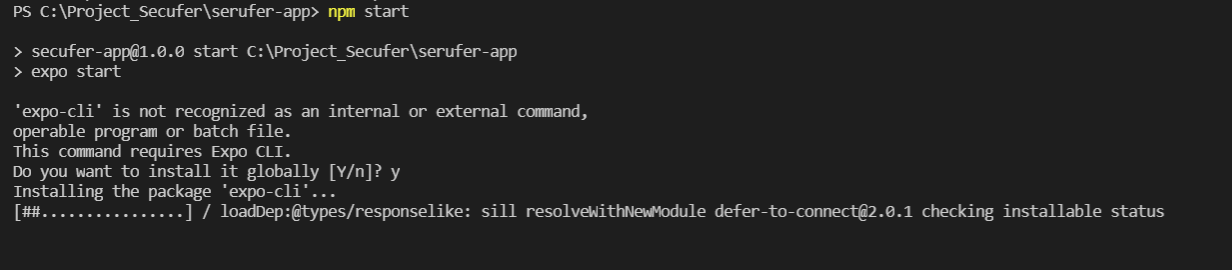 PS C:\Project_Secufer\serufer-app> npm start
> secufer-app@1.0.0 start C:\Project_Secufer\serufer-app
> expo start
'expo-cli' is not recognized as an internal or external command,
operable program or batch file.
This command requires Expo CLI.
Do you want to install it globally [Y/n]? y
Installing the package 'expo-cli'...
[##................] / loadDep:@types/responselike: sill resolveWithNewModule defer-to-connect@2.0.1 checking installable status